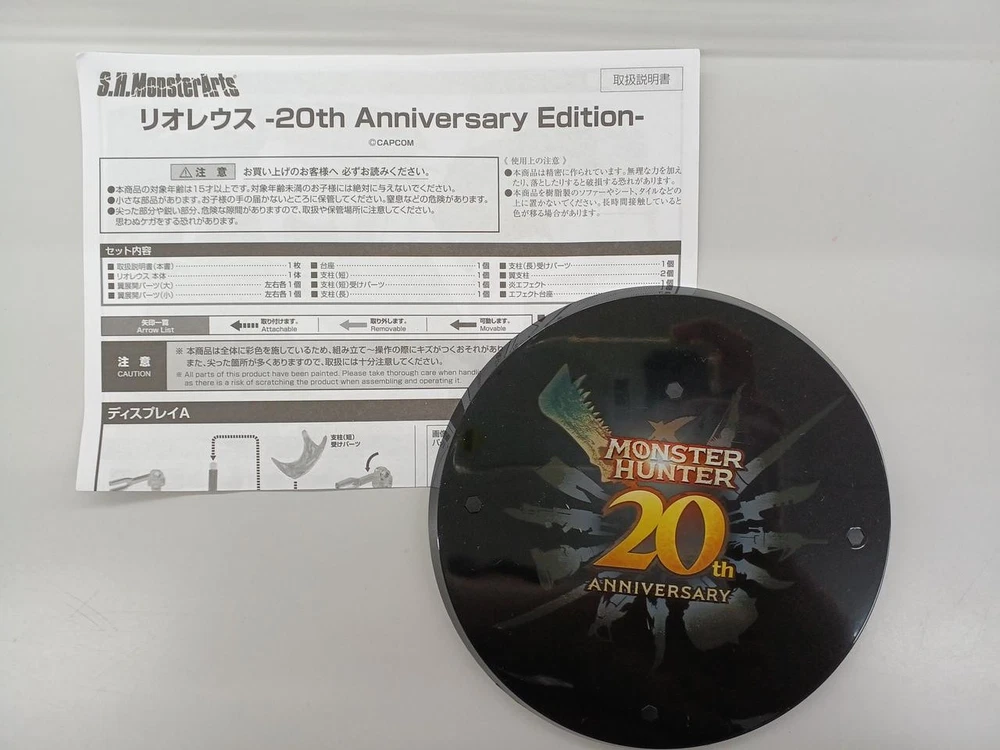 S.H.MonsterArts
取扱説明書
リオレウス -20th Anniversary Edition-
©CAPCOM
注 意 お買い上げのお客様へ 必ずお読みください。
●本商品の対象年齢は15才以上です。対象年齢未満のお子様には絶対に与えないでください。
●小さな部品があります。お子様の手の届かないところに保管してください。窒息などの危険があります。
●尖った部分や鋭い部分、危険な隙間がありますので、取扱や保管場所に注意してください。
思わぬケガをする恐れがあります。
《 使用上の注意 》
●本商品は精密に作られています。無理な力を加え
たり、落としたりすると破損する恐れがあります。
●本商品を樹脂製のソファーやシート、タイルなどの
上に置かないでください。長時間接触していると
色が移る場合があります。
セット内容
■ 取扱説明書(本書) 1枚
■ リオレウス 本体 1体
■ 翼展開パーツ(大) 左右各1個
■ 翼展開パーツ(小) 左右各1個
■ 台座 1個
■ 支柱(短) 1個
■ 支柱(短)受けパーツ 1個
■ 支柱(長) 1個
■ 支柱(長)受けパーツ 1個
■ 翼支柱 2個
■ 炎エフェクト 1個
■ エフェクト台座
矢印一覧
Arrow List
取り付けます。
Attachable
取り外します。
Removable
可動します。
Movable
注 意
CAUTION
※ 本商品は全体に彩色を施しているため、組み立て～操作の際にキズがつくおそれがあり
また、尖った箇所が多くありますので、取扱には十分注意してください。
※ All parts of this product have been painted. Please take thorough care when handl
as there is a risk of scratching the product when assembling and operating it.
ディスプレイA
支柱(短)
受けパーツ
MONSTER
HUNTER
20th
ANNIVERSARY